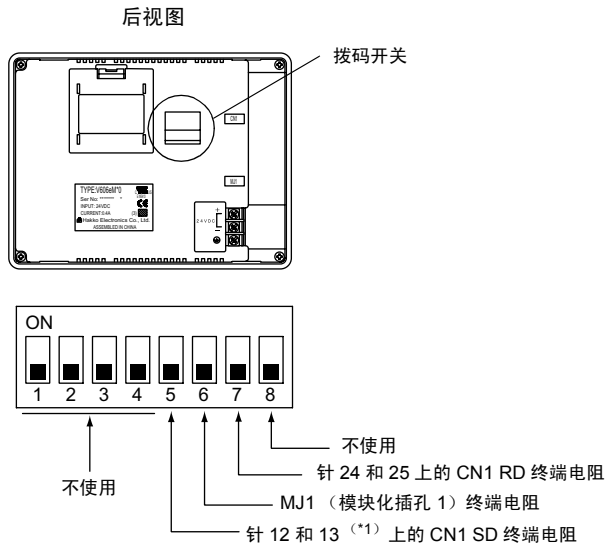 后视图
拨码开关
CN1
MJ1
TYPE:V606eM*0
Ser No: ******** *
INPUT: 24VDC
CURRENT:0.4A
Hakko Electronics Co., Ltd.
ASSEMBLED IN CHINA
CE
24VDC
+
−
ON
1 2 3 4 5 6 7 8
不使用
不使用
针 24 和 25 上的 CN1 RD 终端电阻
MJ1 （模块化插孔 1）终端电阻
针 12 和 13 （*1）上的 CN1 SD 终端电阻